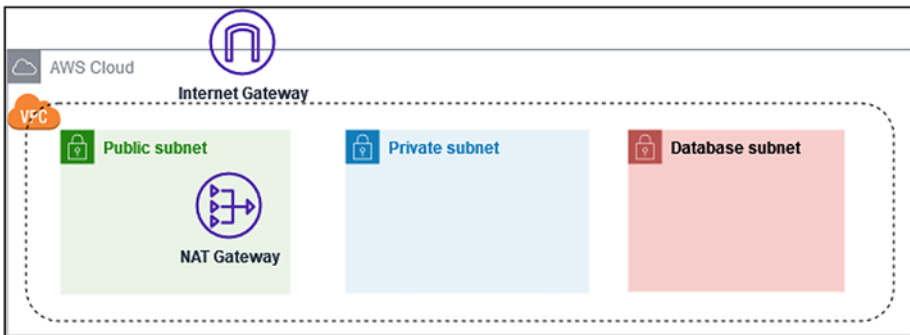 Internet Gateway
AWS Cloud
VPC
Public subnet
Private subnet
Database subnet
NAT Gateway